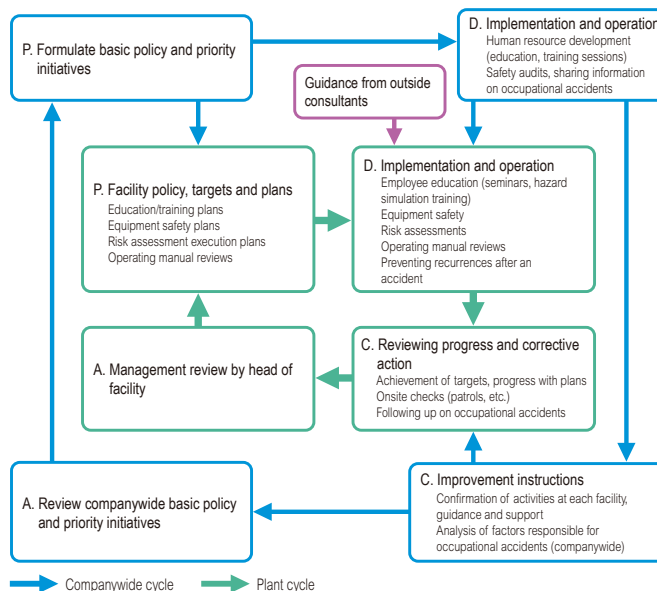 P. Formulate basic policy and priority
initiatives
D. Implementation and operation
Human resource development
(education, training sessions)
Safety audits, sharing information
on occupational accidents
Guidance from outside
consultants
P. Facility policy, targets and plans
Education/training plans
Equipment safety plans
Risk assessment execution plans
Operating manual reviews
D. Implementation and operation
Employee education (seminars, hazard
simulation training)
Equipment safety
Risk assessments
Operating manual reviews
Preventing recurrences after an
accident
A. Management review by head of
facility
C. Reviewing progress and corrective
action
Achievement of targets, progress with plans
Onsite checks (patrols, etc.)
Following up on occupational accidents
A. Review companywide basic policy
and priority initiatives
C. Improvement instructions
Confirmation of activities at each facility,
guidance and support
Analysis of factors responsible for
occupational accidents (companywide)
Companywide cycle
Plant cycle